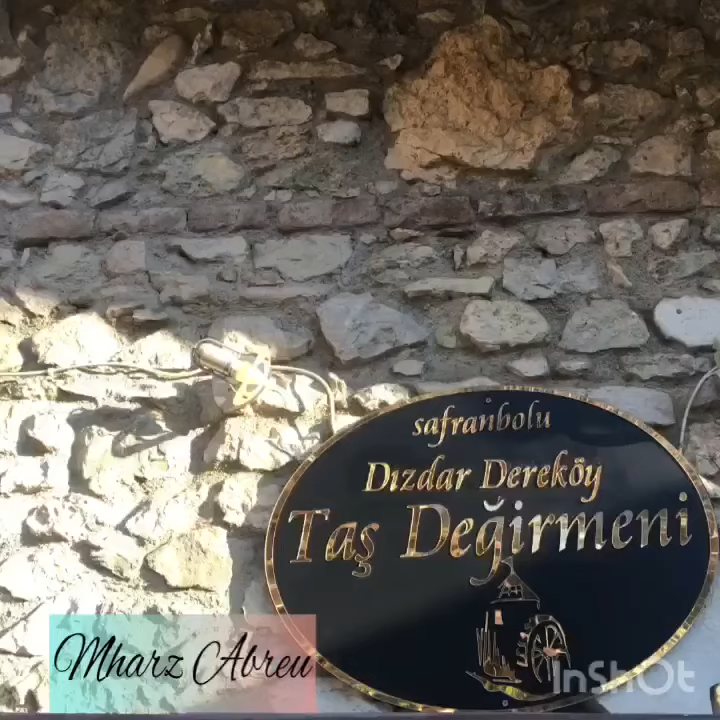 safranbolu
Dızdar Dereköy
Taş Değirmeni
Mharz Abreu
InShOt